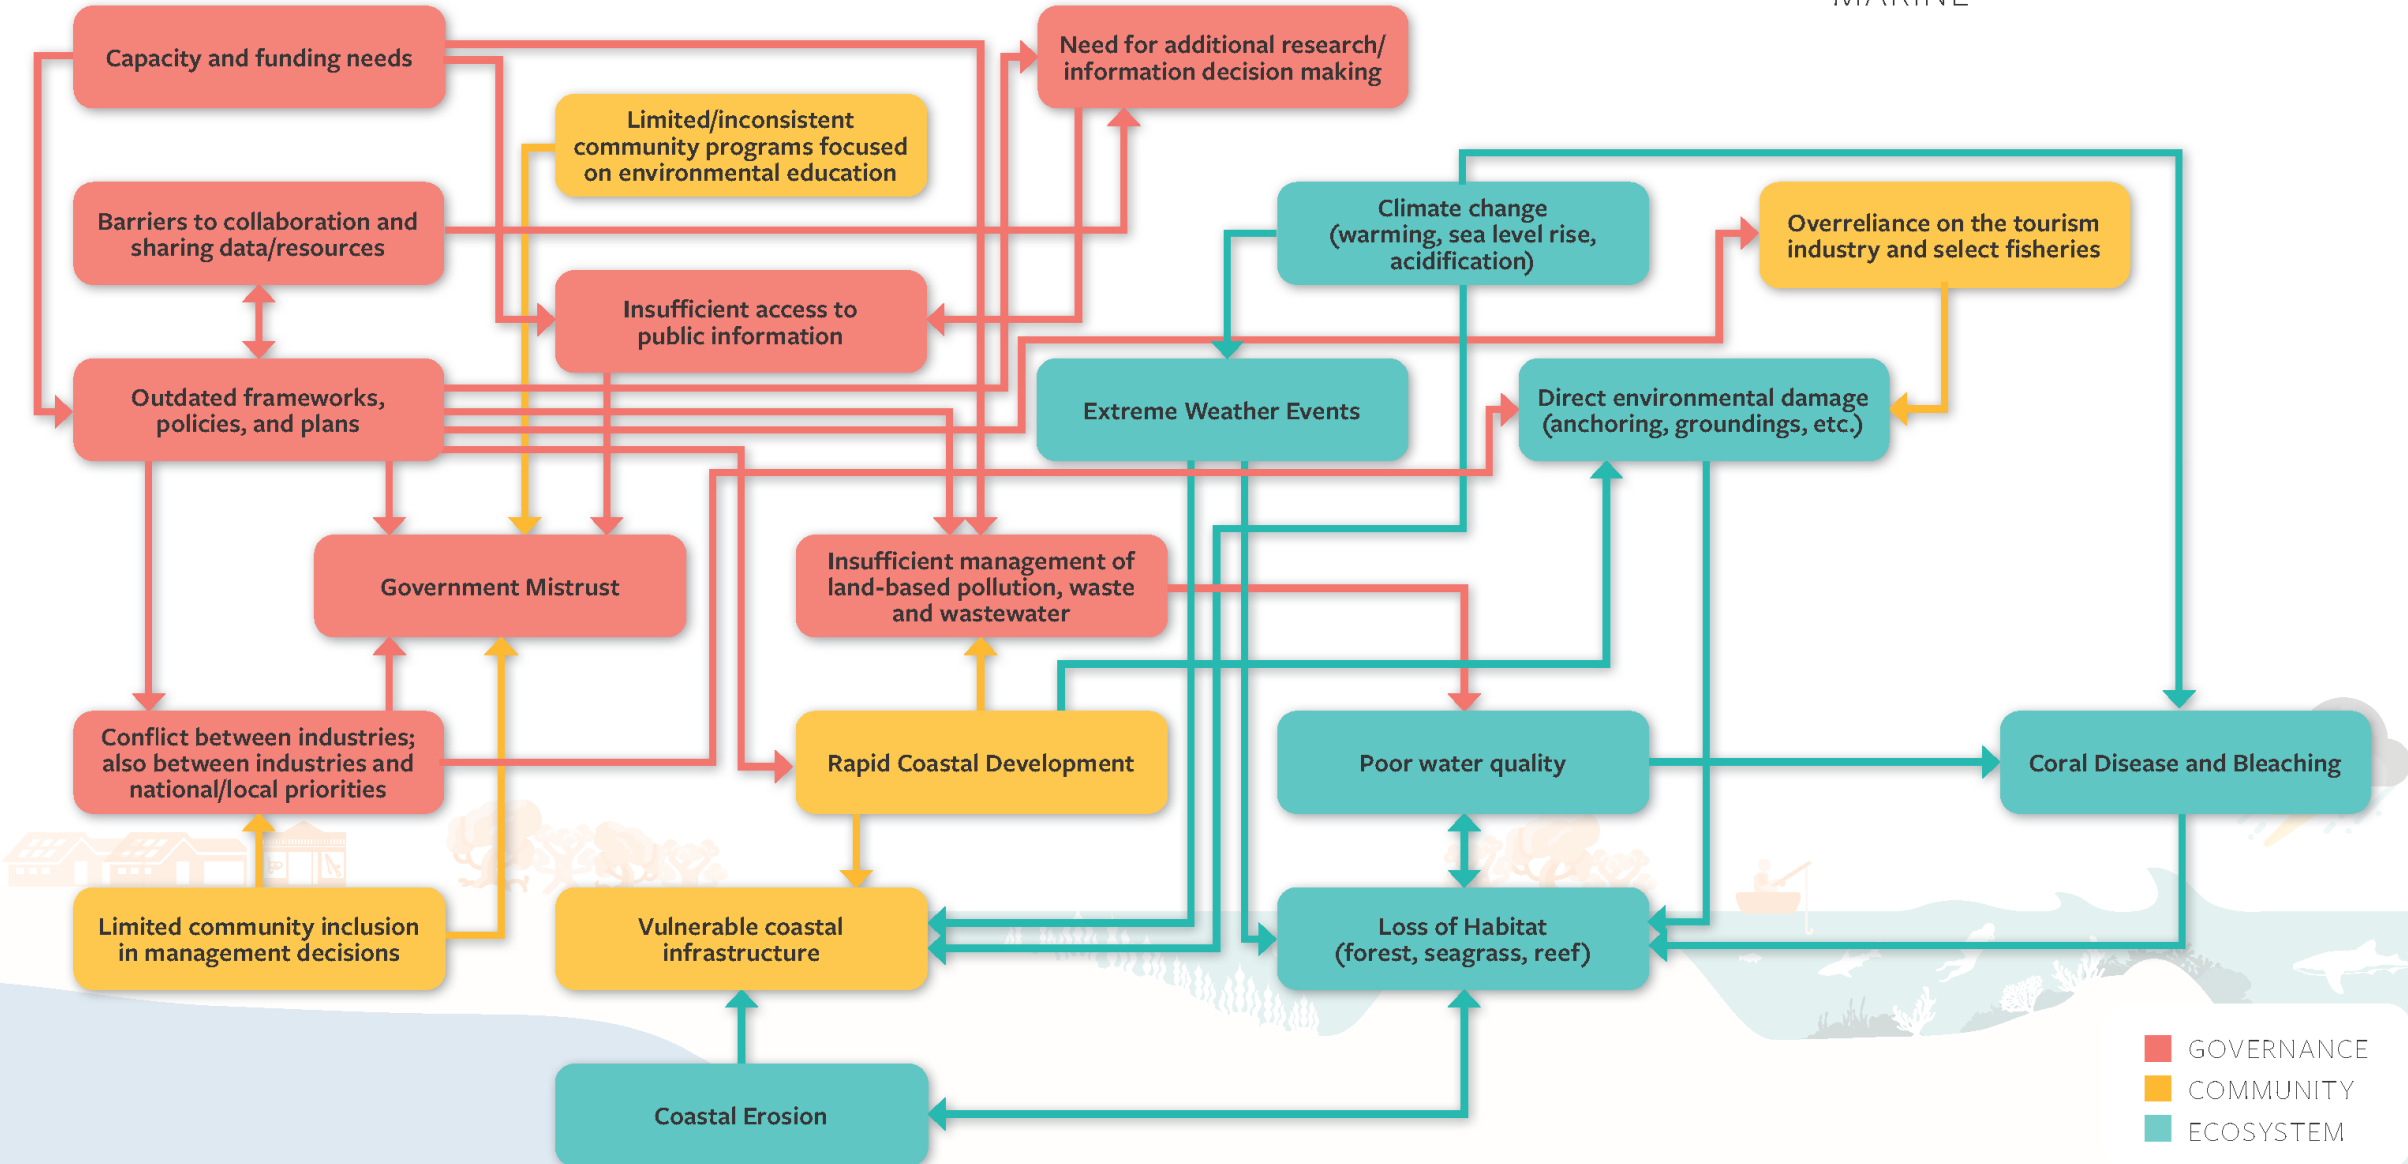 MARINE
Capacity and funding needs
Need for additional research/
information decision making
Limited/inconsistent
community programs focused
on environmental education
Barriers to collaboration and
sharing data/resources
Climate change
(warming, sea level rise,
acidification)
Overreliance on the tourism
industry and select fisheries
Insufficient access to
public information
Outdated frameworks,
policies, and plans
Extreme Weather Events
Direct environmental damage
(anchoring, groundings, etc.)
Government Mistrust
Insufficient management of
land-based pollution, waste
and wastewater
Conflict between industries;
also between industries and
national/local priorities
Rapid Coastal Development
Poor water quality
Coral Disease and Bleaching
Limited community inclusion
in management decisions
Vulnerable coastal
infrastructure
Loss of Habitat
(forest, seagrass, reef)
Coastal Erosion
GOVERNANCE
COMMUNITY
ECOSYSTEM